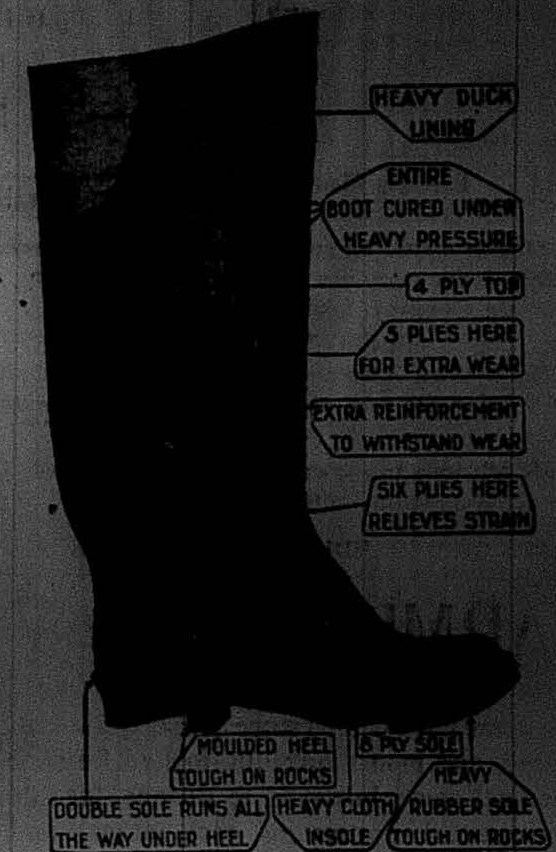 HEAVY DUCK
LINING
ENTIRE
BOOT CURED UNDER
HEAVY PRESSURE
4 PLY TOP
5 PLIES HERE
FOR EXTRA WEAR
EXTRA REINFORCEMENT
TO WITHSTAND WEAR
SIX PLIES HERE
RELIEVES STRAIN
MOULDED HEEL
TOUGH ON ROCKS
8 PLY SOLE
DOUBLE SOLE RUNS ALL
THE WAY UNDER HEEL
HEAVY CLOTH
INSOLE
HEAVY
RUBBER SOLE
TOUGH ON ROCKS